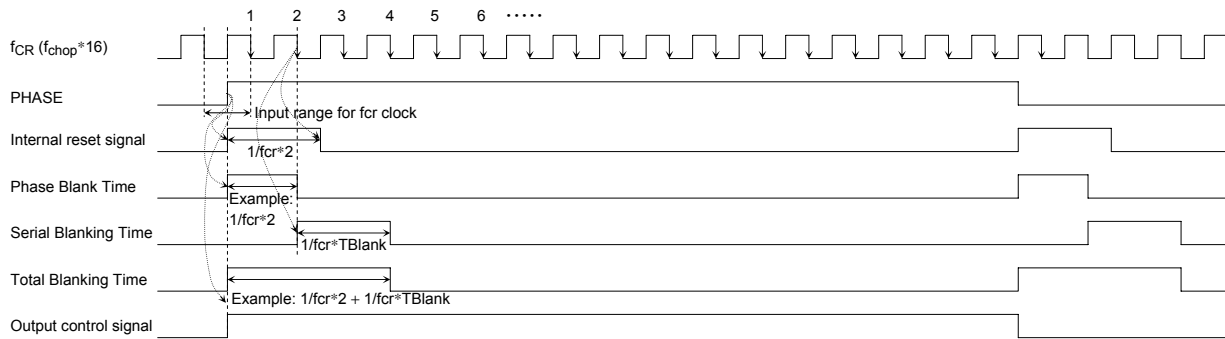 1 2 3 4 5 6 •••••
fCR (fchop*16)
PHASE
Input range for fcr clock
Internal reset signal
1/fcr*2
Phase Blank Time
Example:
1/fcr*2
Serial Blanking Time
1/fcr*TBlank
Total Blanking Time
Example: 1/fcr*2 + 1/fcr*TBlank
Output control signal